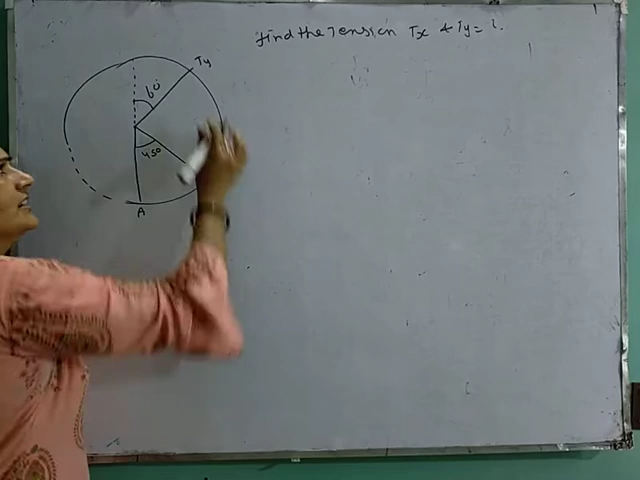 find the Tension Tx & Ty = ?.
Ty
60°
45°
A